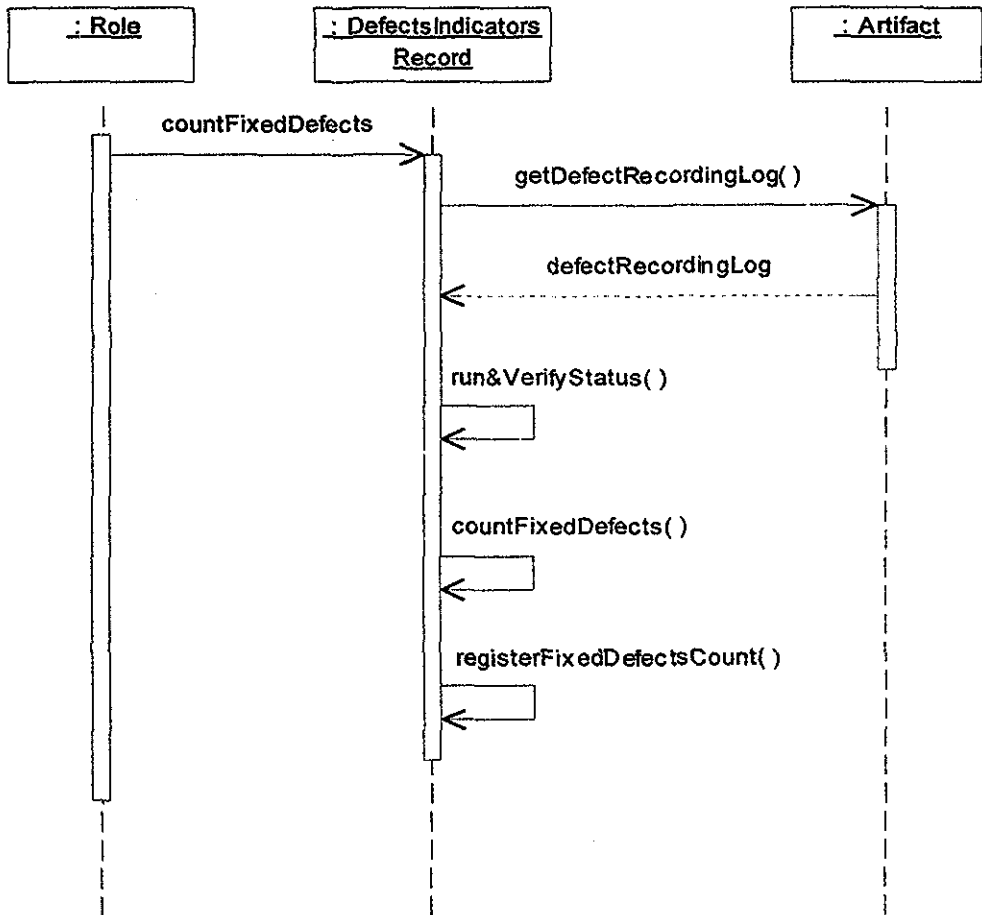 : Role
: DefectsIndicators
Record
: Artifact
countFixedDefects
getDefectRecordingLog( )
defectRecordingLog
run&VerifyStatus( )
countFixedDefects( )
registerFixedDefectsCount( )